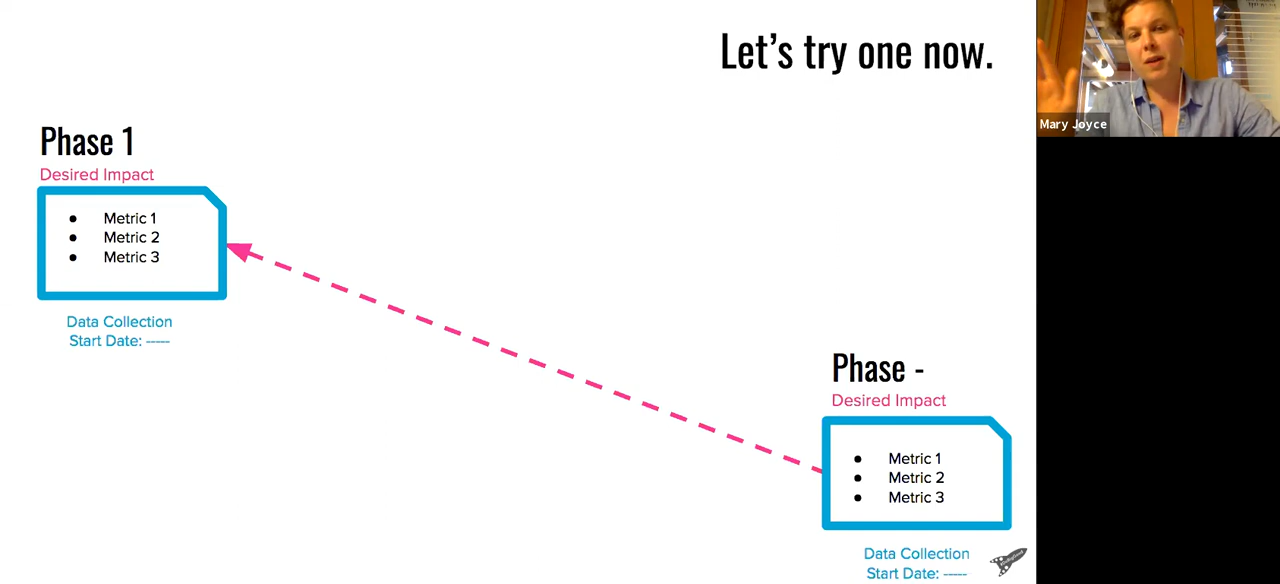 Let's try one now.
Mary Joyce
Phase 1
Desired Impact
• Metric 1
• Metric 2
• Metric 3
Data Collection
Start Date: -----
Phase -
Desired Impact
• Metric 1
• Metric 2
• Metric 3
Data Collection
Start Date: -----